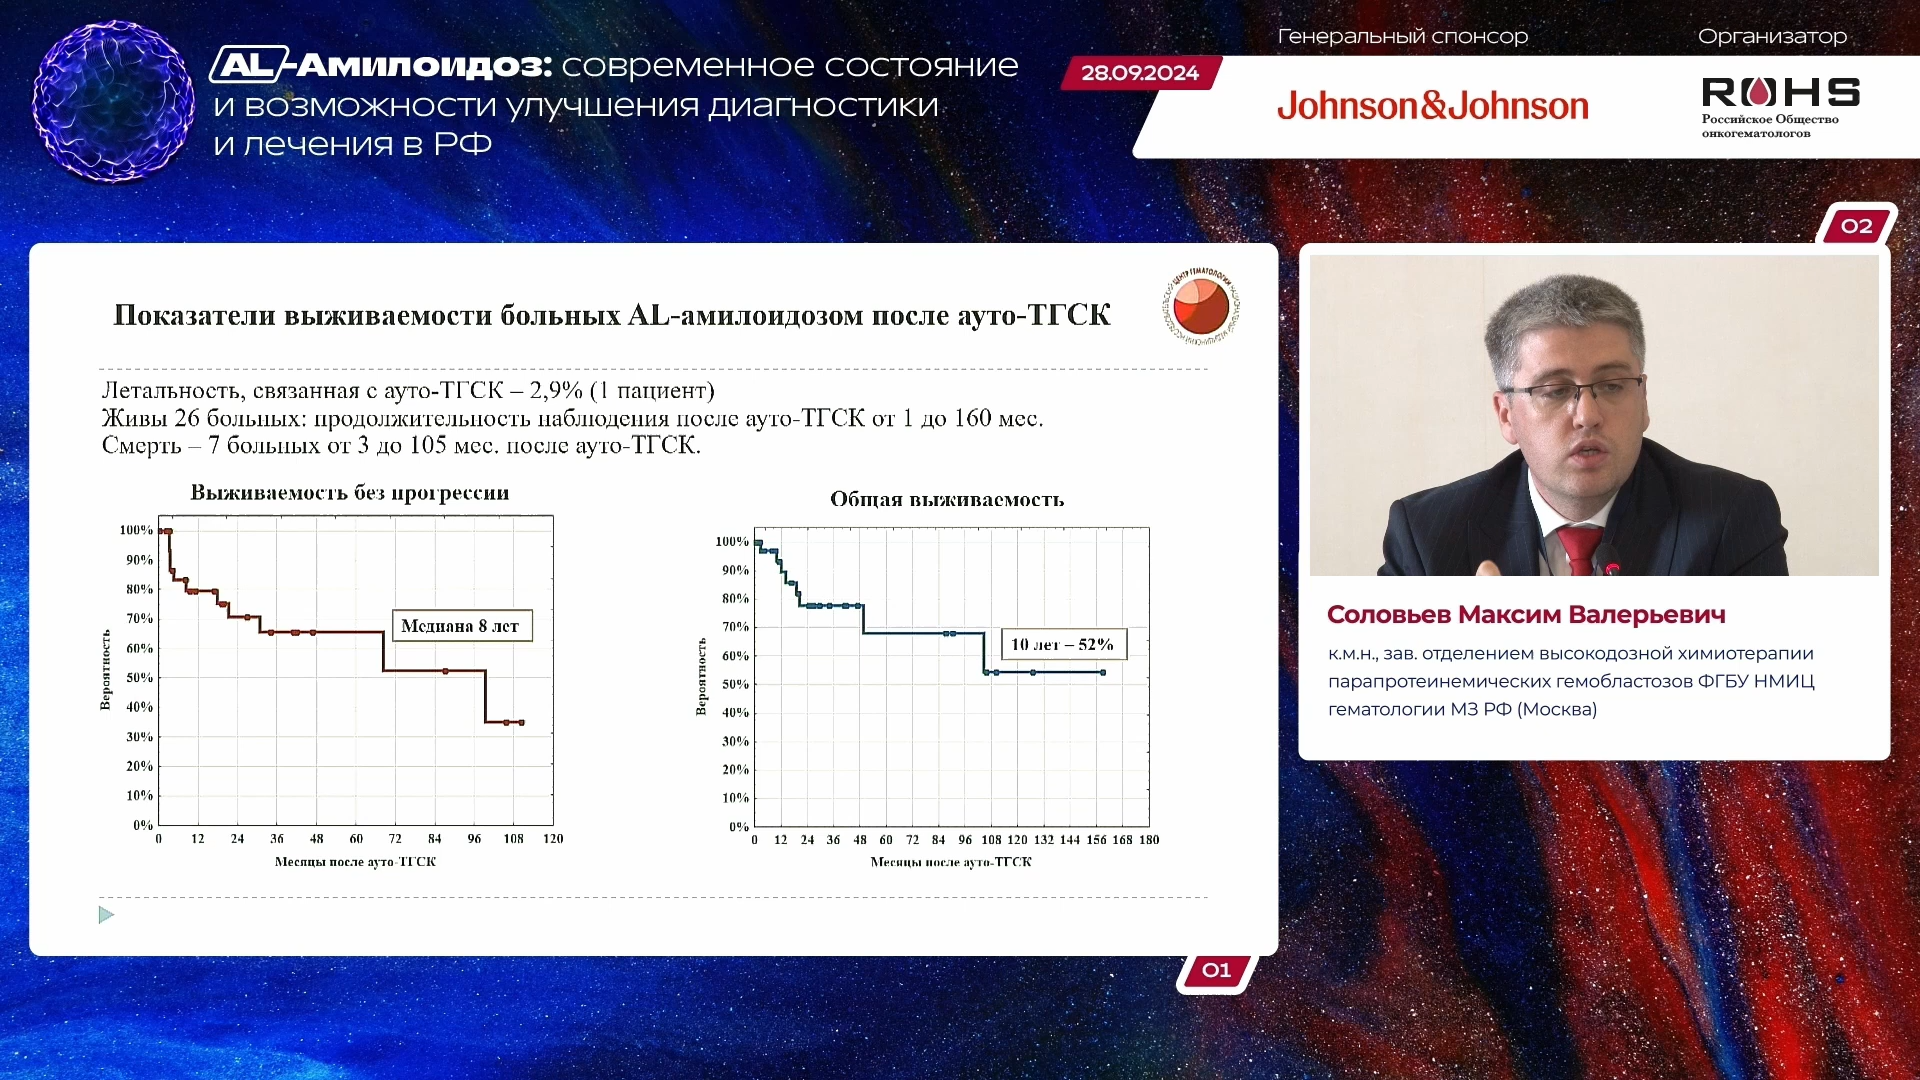 AL-Амилоидоз: современное состояние
и возможности улучшения диагностики
и лечения в РФ
28.09.2024
Генеральный спонсор
Johnson&Johnson
Организатор
ROHS
Российское Общество
онкогематологов
Показатели выживаемости больных AL-амилоидозом после ауто-ТГСК
Летальность, связанная с ауто-ТГСК – 2,9% (1 пациент)
Живы 26 больных: продолжительность наблюдения после ауто-ТГСК от 1 до 160 мес.
Смерть – 7 больных от 3 до 105 мес. после ауто-ТГСК.
Выживаемость без прогрессии
100%
90%
80%
70%
60%
50%
40%
30%
20%
10%
0%
Вероятность
Медиана 8 лет
0 12 24 36 48 60 72 84 96 108 120
Месяцы после ауто-ТГСК
Общая выживаемость
100%
90%
80%
70%
60%
50%
40%
30%
20%
10%
0%
Вероятность
10 лет – 52%
0 12 24 36 48 60 72 84 96 108 120 132 144 156 168 180
Месяцы после ауто-ТГСК
01
02
Соловьев Максим Валерьевич
к.м.н., зав. отделением высокодозной химиотерапии
парапротеинемических гемобластозов ФГБУ НМИЦ
гематологии МЗ РФ (Москва)